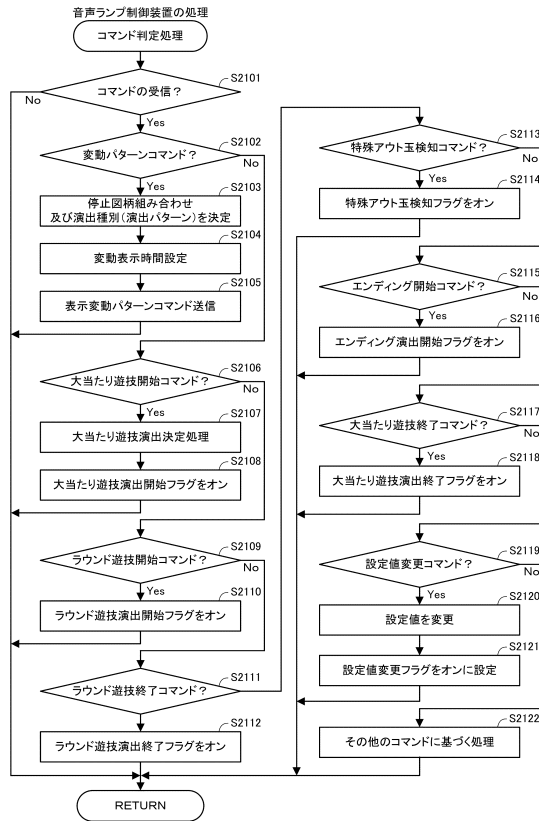 音声ランプ制御装置の処理
コマンド判定処理
S2101
コマンドの受信?
No
Yes
S2102
変動パターンコマンド?
No
Yes
S2103
停止図柄組み合わせ
及び演出種別(演出パターン)を決定
S2104
変動表示時間設定
S2105
表示変動パターンコマンド送信
S2106
大当たり遊技開始コマンド?
No
Yes
S2107
大当たり遊技演出決定処理
S2108
大当たり遊技演出開始フラグをオン
S2109
ラウンド遊技開始コマンド?
No
Yes
S2110
ラウンド遊技演出開始フラグをオン
S2111
ラウンド遊技終了コマンド?
Yes
S2112
ラウンド遊技演出終了フラグをオン
RETURN
S2113
特殊アウト玉検知コマンド?
No
Yes
S2114
特殊アウト玉検知フラグをオン
S2115
エンディング開始コマンド?
No
Yes
S2116
エンディング演出開始フラグをオン
S2117
大当たり遊技終了コマンド?
No
Yes
S2118
大当たり遊技演出終了フラグをオン
S2119
設定値変更コマンド?
No
Yes
S2120
設定値を変更
S2121
設定値変更フラグをオンに設定
S2122
その他のコマンドに基づく処理